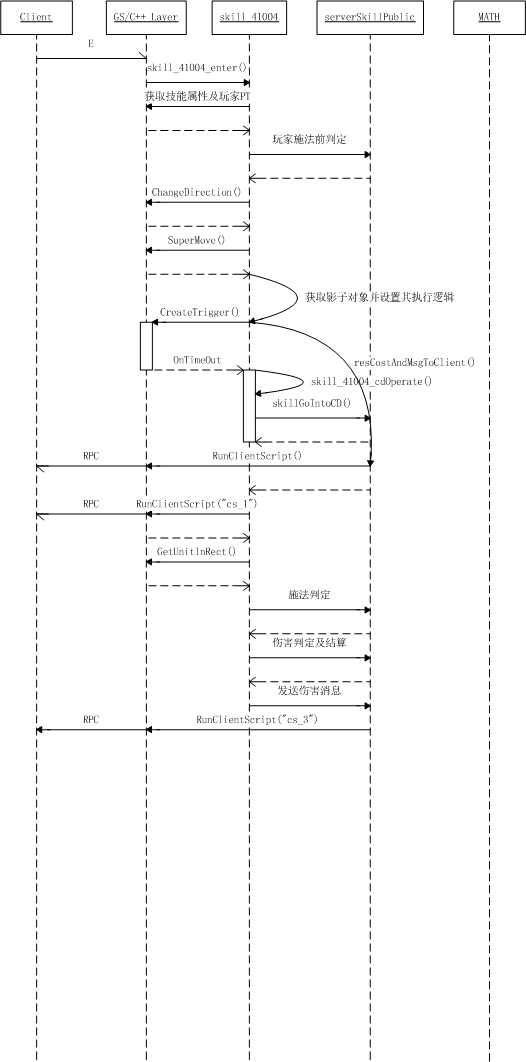 Client
GS/C++ Layer
skill_41004
serverSkillPublic
MATH
E
skill_41004_enter()
获取技能属性及玩家PT
玩家施法前判定
ChangeDirection()
SuperMove()
获取影子对象并设置其执行逻辑
CreateTrigger()
OnTimeOut
resCostAndMsgToClient()
skill_41004_cdOperate()
skillGoIntoCD()
RPC
RunClientScript()
RPC
RunClientScript("cs_1")
GetUnitInRect()
施法判定
伤害判定及结算
发送伤害消息
RPC
RunClientScript("cs_3")